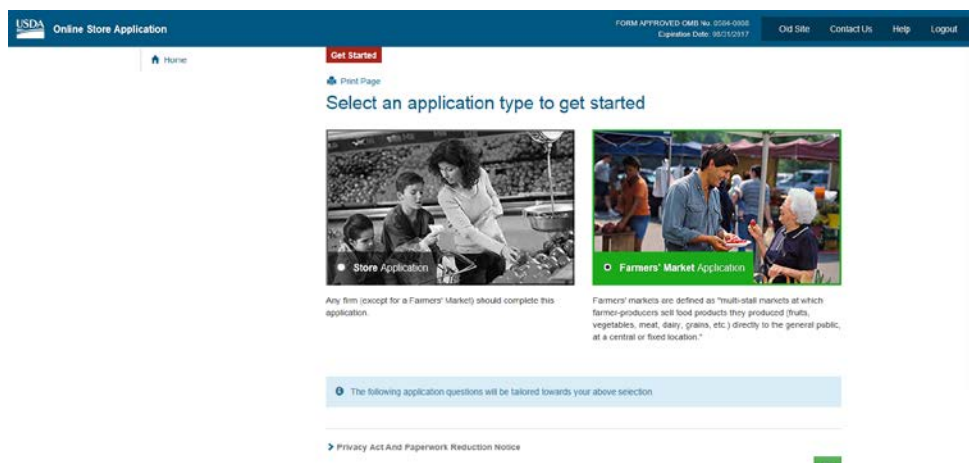 USDA
Online Store Application
FORM APPROVED OMB No. 0584-0008
Expiration Date: 08/31/2017
Old Site
Contact Us
Help
Logout
Home
Get Started
Print Page
Select an application type to get started
Store Application
Farmers' Market Application
Any firm (except for a Farmers' Market) should complete this
application.
Farmers' markets are defined as "multi-stall markets at which
farmer-producers sell food products they produced (fruits,
vegetables, meat, dairy, grains, etc.) directly to the general public,
at a central or fixed location."
The following application questions will be tailored towards your above selection
Privacy Act And Paperwork Reduction Notice